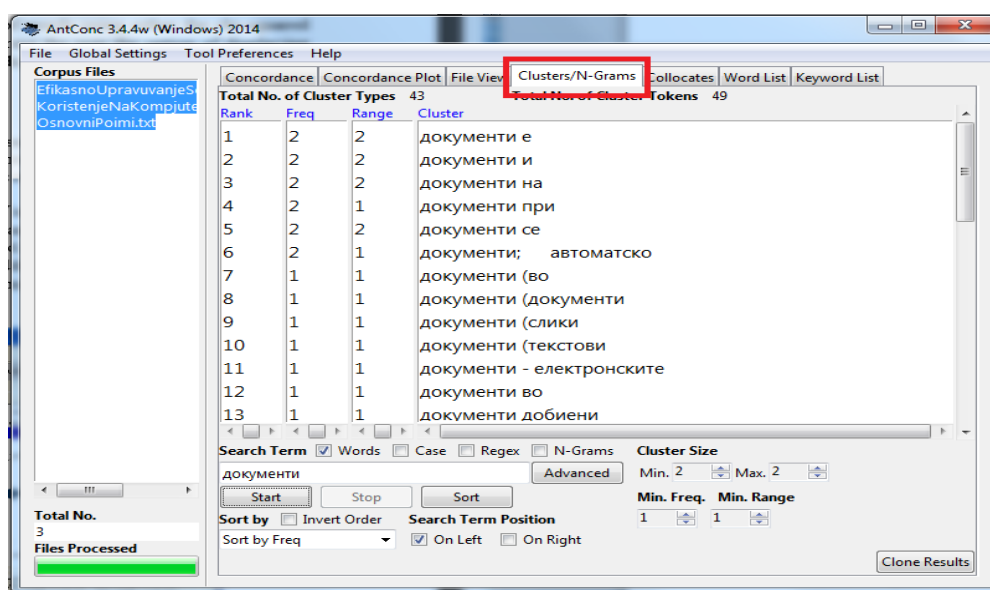 AntConc 3.4.4w (Windows) 2014
File Global Settings Tool Preferences Help
Corpus Files
EfikasnoUpravuvanjeS
KoristenjeNaKompjute
OsnovniPoimi.txt
Concordance Concordance Plot File View Clusters/N-Grams Collocates Word List Keyword List
Total No. of Cluster Types 43 Total No. of Cluster Tokens 49
Rank Freq Range Cluster
1 2 2 документи е
2 2 2 документи и
3 2 2 документи на
4 2 1 документи при
5 2 2 документи се
6 2 1 документи; автоматско
7 1 1 документи (во
8 1 1 документи (документи
9 1 1 документи (слики
10 1 1 документи (текстови
11 1 1 документи - електронските
12 1 1 документи во
13 1 1 документи добиени
Search Term Words Case Regex N-Grams Cluster Size
документи Advanced Min. 2 Max. 2
Start Stop Sort Min. Freq. Min. Range
Total No.
3
Files Processed
Sort by Invert Order Search Term Position 1 1
Sort by Freq On Left On Right
Clone Results